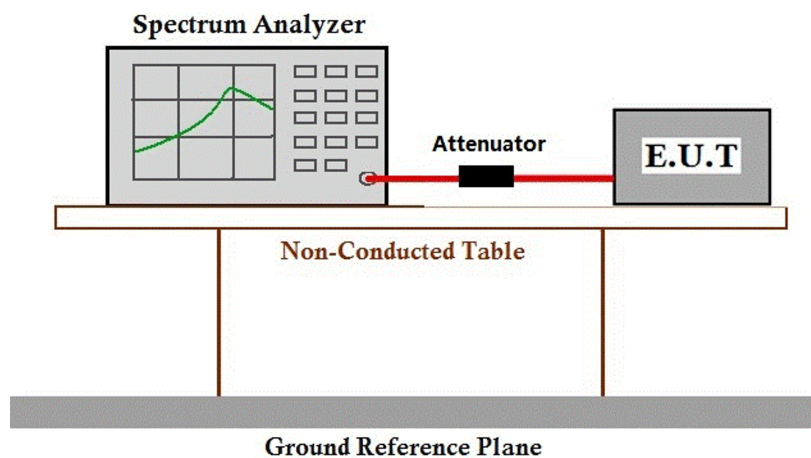 Spectrum Analyzer
Attenuator
E.U.T
Non-Conducted Table
Ground Reference Plane